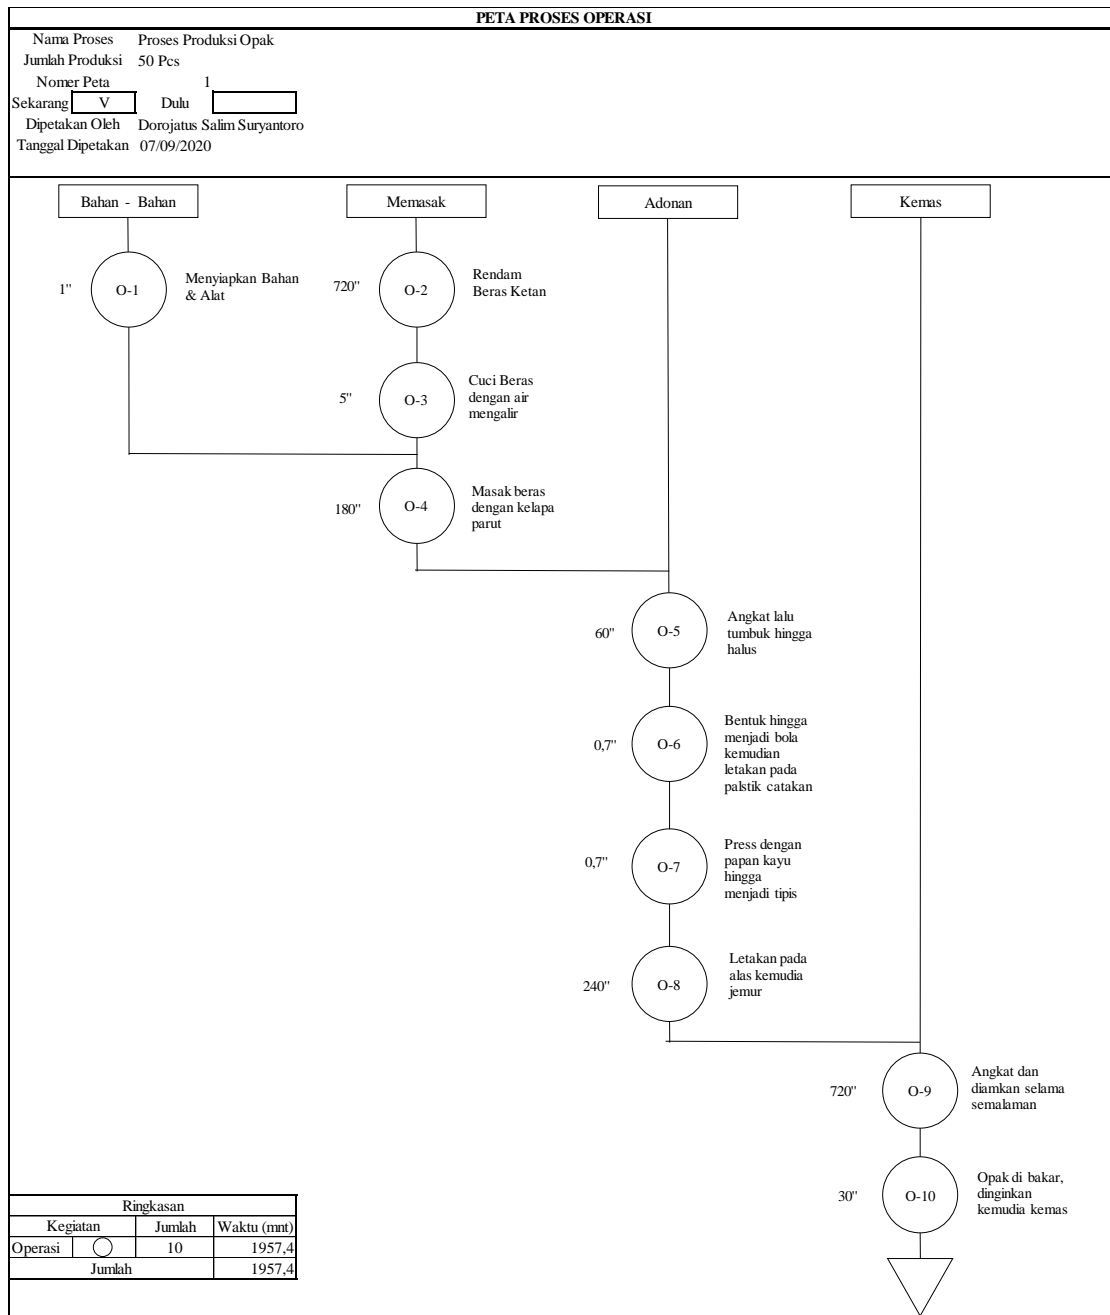 PETA PROSES OPERASI
Nama Proses Proses Produksi Opak
Jumlah Produksi 50 Pcs
Nomer Peta 1
Sekarang V Dulu
Dipetakan Oleh Dorojatus Salim Suryantoro
Tanggal Dipetakan 07/09/2020
Bahan - Bahan
Memasak
Adonan
Kemas
1"
O-1
Menyiapkan Bahan
& Alat
720"
O-2
Rendam
Beras Ketan
5"
O-3
Cuci Beras
dengan air
mengalir
180"
O-4
Masak beras
dengan kelapa
parut
60"
O-5
Angkat lalu
tumbuk hingga
halus
0,7"
O-6
Bentuk hingga
menjadi bola
kemudian
letakan pada
palstik catakan
0,7"
O-7
Press dengan
papan kayu
hingga
menjadi tipis
240"
O-8
Letakan pada
alas kemudia
jemur
720"
O-9
Angkat dan
diamkan selama
semalaman
30"
O-10
Opak di bakar,
dinginkan
kemudia kemas
Ringkasan
Kegiatan Jumlah Waktu (mnt)
Operasi 10 1957,4
Jumlah 1957,4